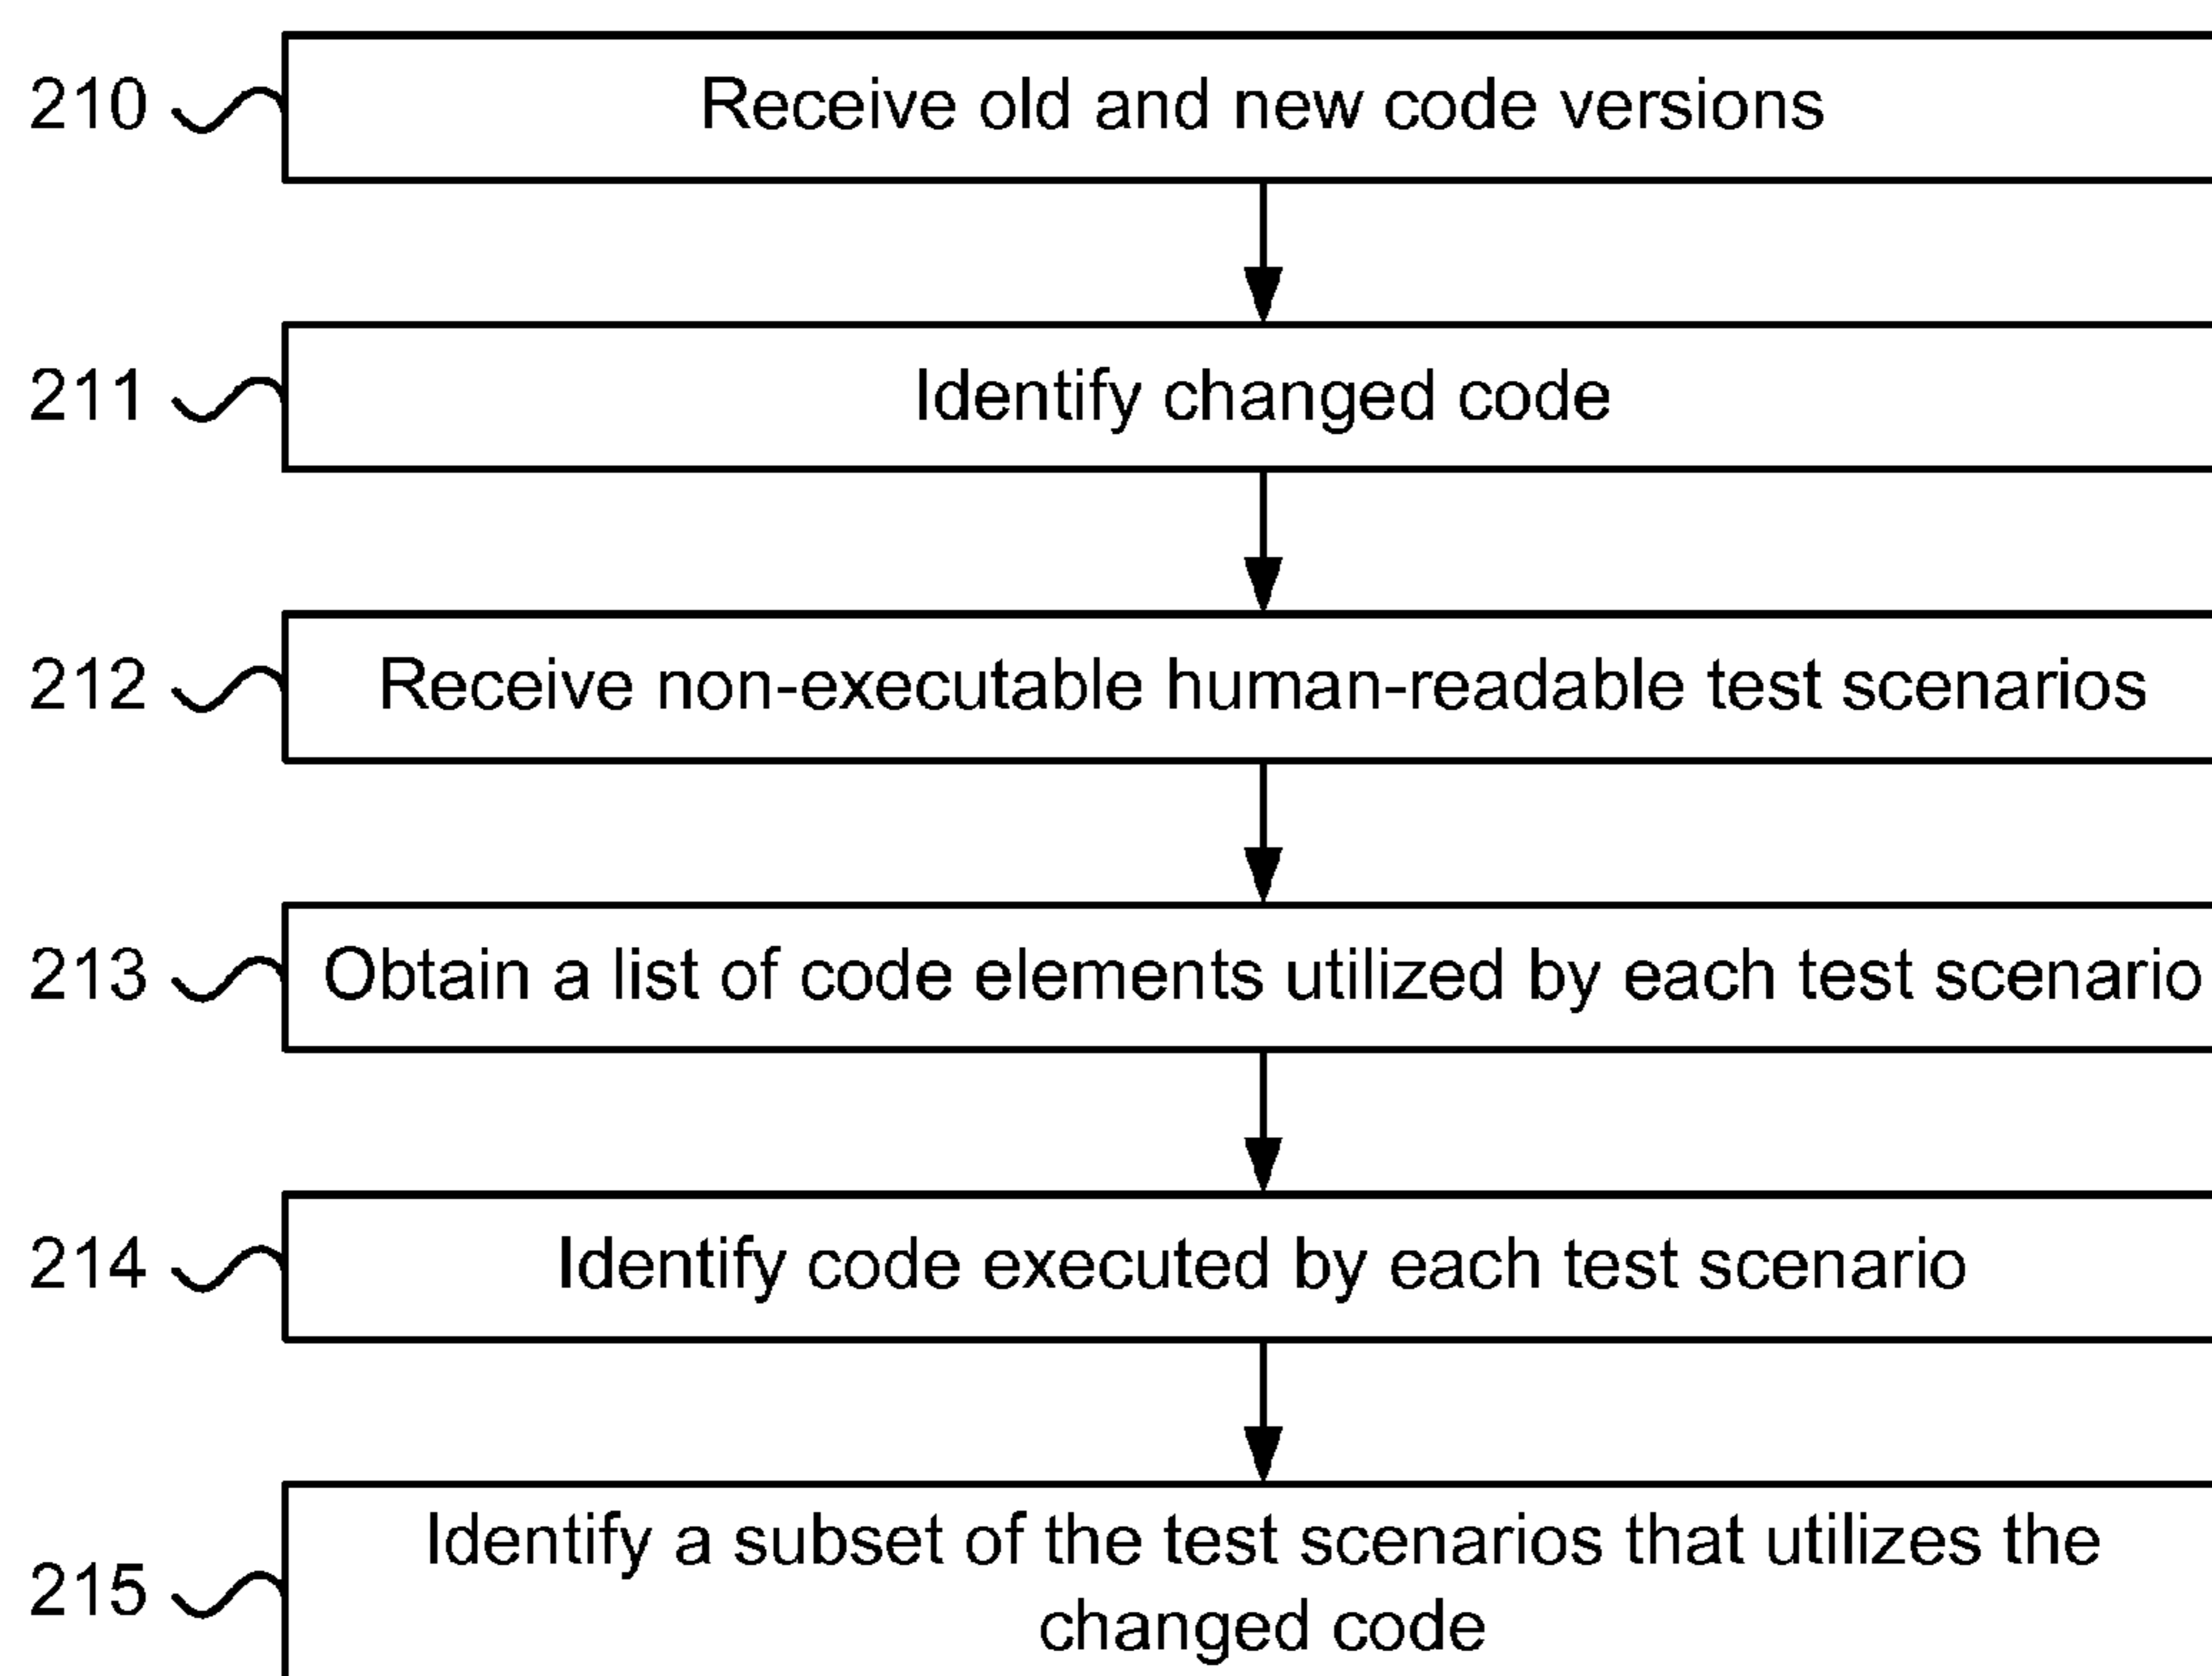 210 Receive old and new code versions
211 Identify changed code
212 Receive non-executable human-readable test scenarios
213 Obtain a list of code elements utilized by each test scenario
214 Identify code executed by each test scenario
215 Identify a subset of the test scenarios that utilizes the
changed code